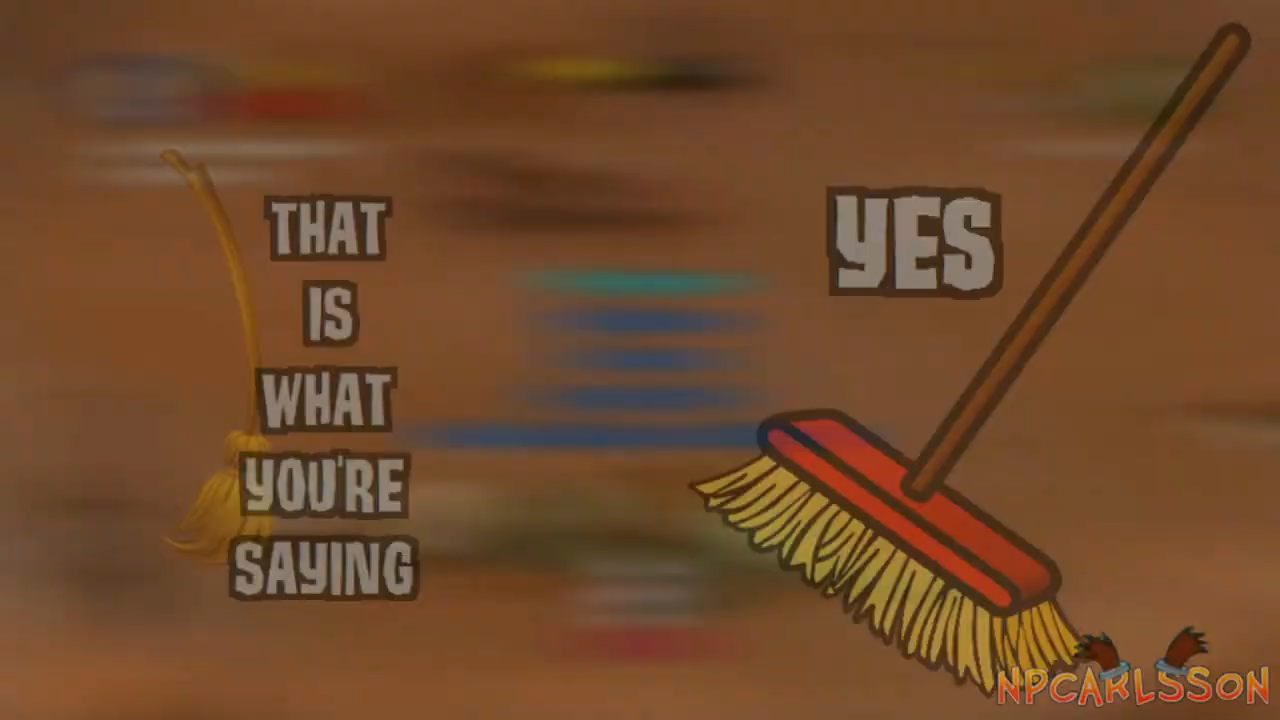 THAT
IS
WHAT
YOU'RE
SAYING
YES
NPCARLSSON